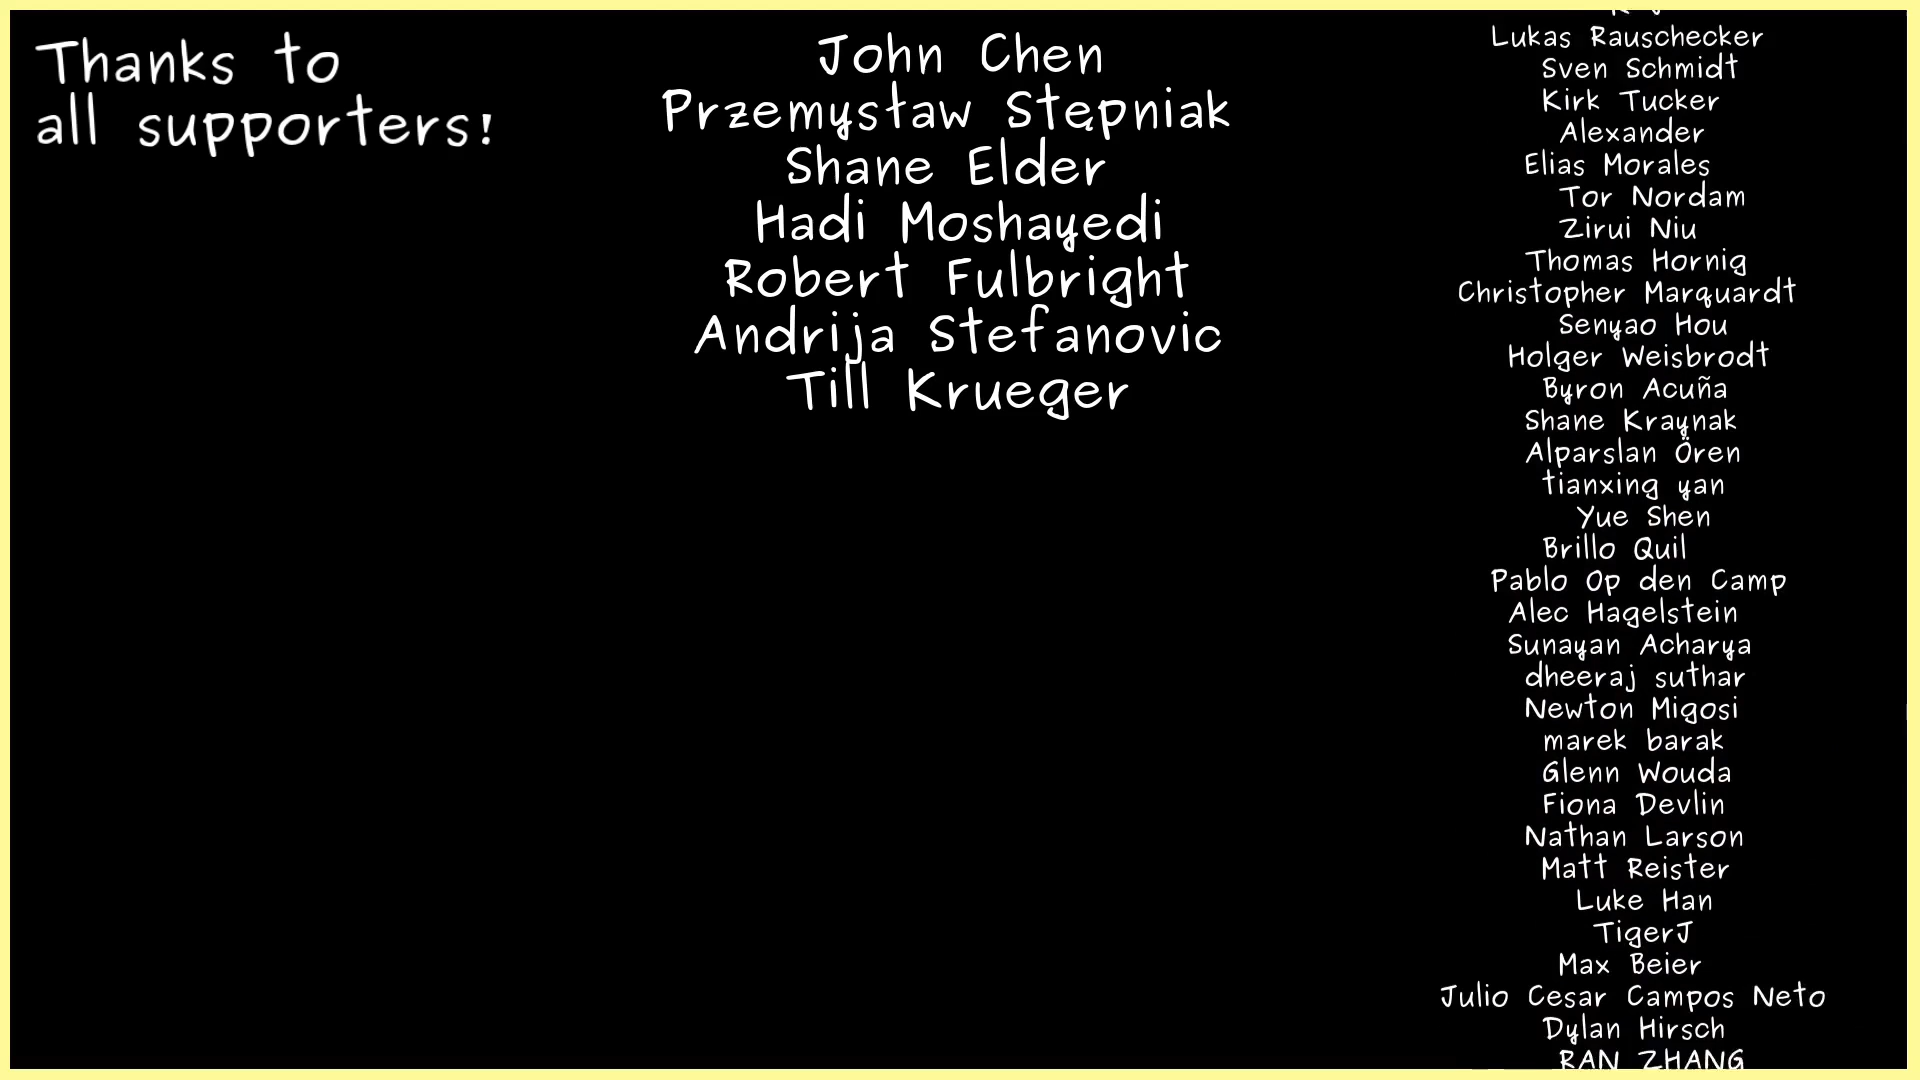 Thanks to
all supporters!
John Chen
Przemysław Stępniak
Shane Elder
Hadi Moshayedi
Robert Fulbright
Andrija Stefanovic
Till Krueger
Lukas Rauschecker
Sven Schmidt
Kirk Tucker
Alexander
Elias Morales
Tor Nordam
Zirui Niu
Thomas Hornig
Christopher Marquardt
Senyao Hou
Holger Weisbrodt
Byron Acuña
Shane Kraynak
Alparslan Ören
tianxing yan
Yue Shen
Brillo Quil
Pablo Op den Camp
Alec Hagelstein
Sunayan Acharya
dheeraj suthar
Newton Migosi
marek barak
Glenn Wouda
Fiona Devlin
Nathan Larson
Matt Reister
Luke Han
TigerJ
Max Beier
Julio Cesar Campos Neto
Dylan Hirsch
RAN ZHANG